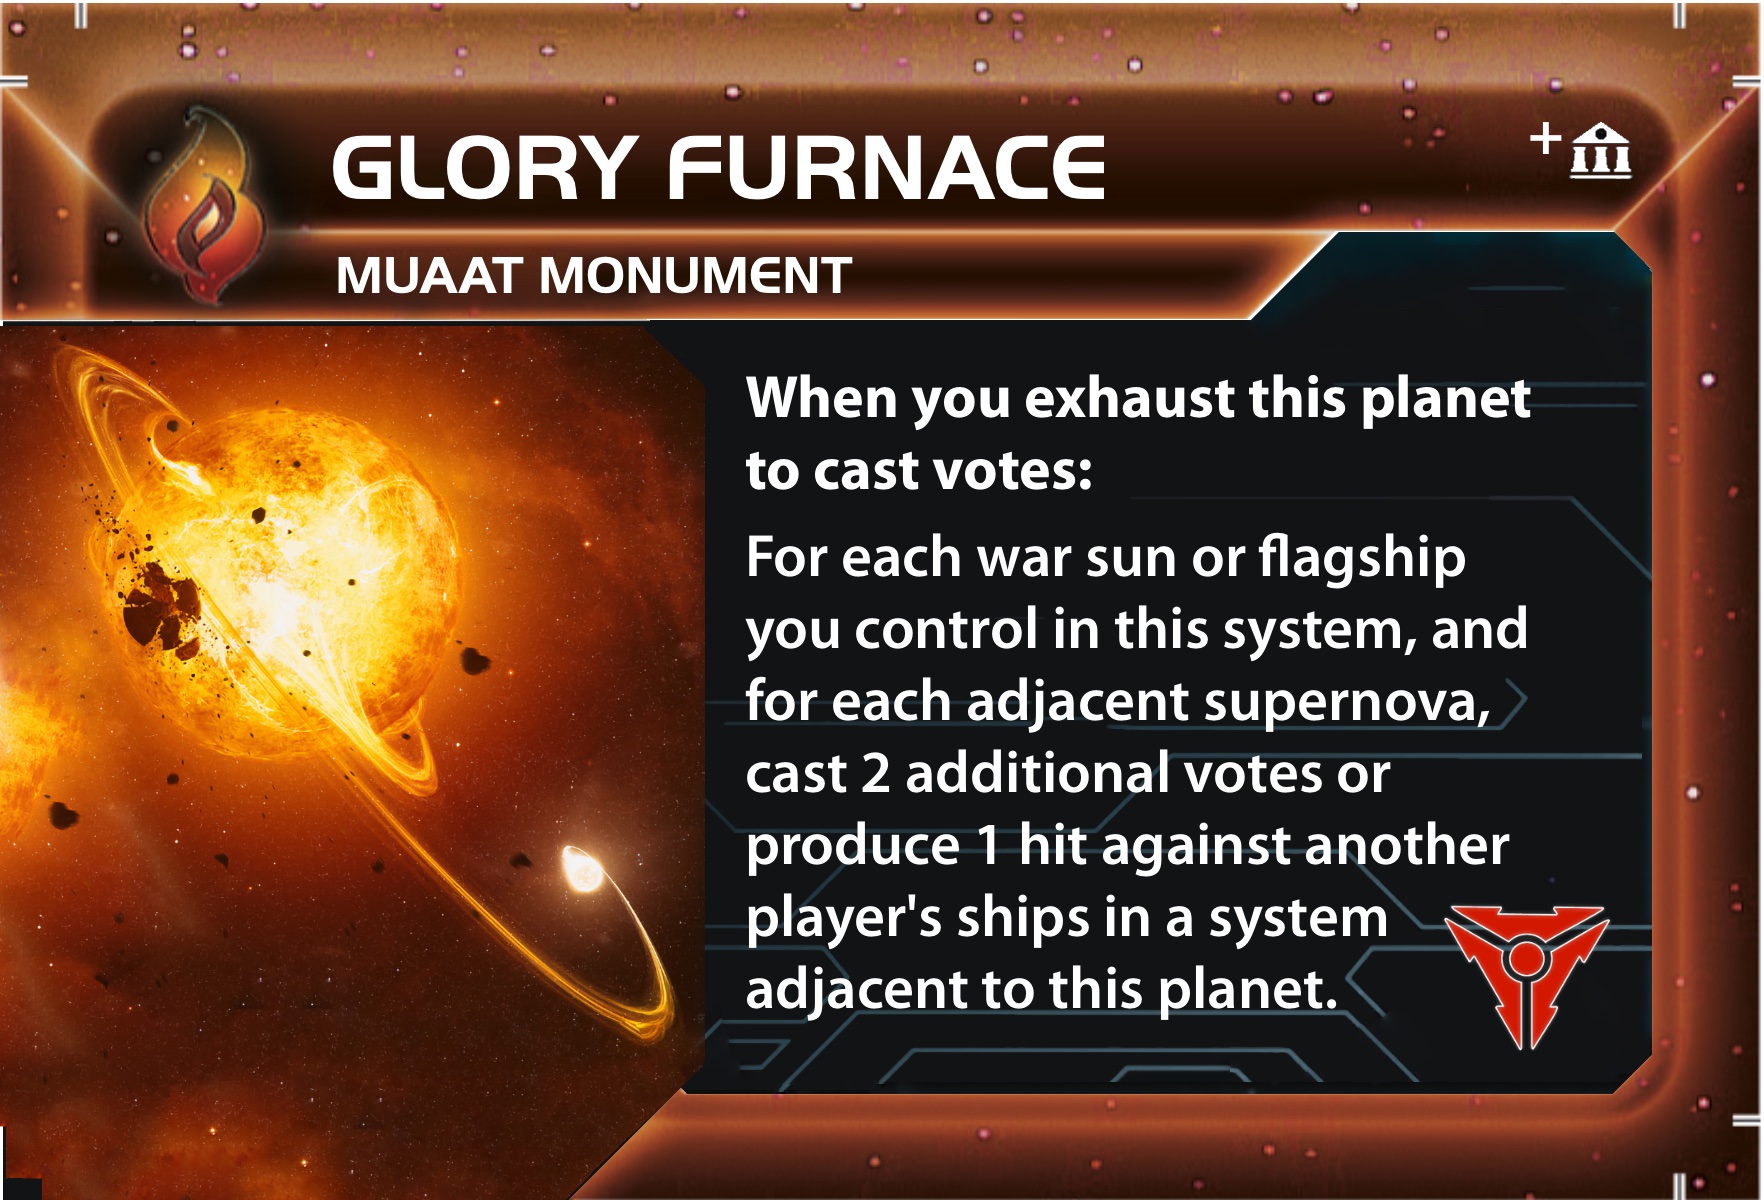 GLORY FURNACE
+
MUAAT MONUMENT
When you exhaust this planet
to cast votes:
For each war sun or flagship
you control in this system, and
for each adjacent supernova,
cast 2 additional votes or
produce 1 hit against another
player's ships in a system
adjacent to this planet.